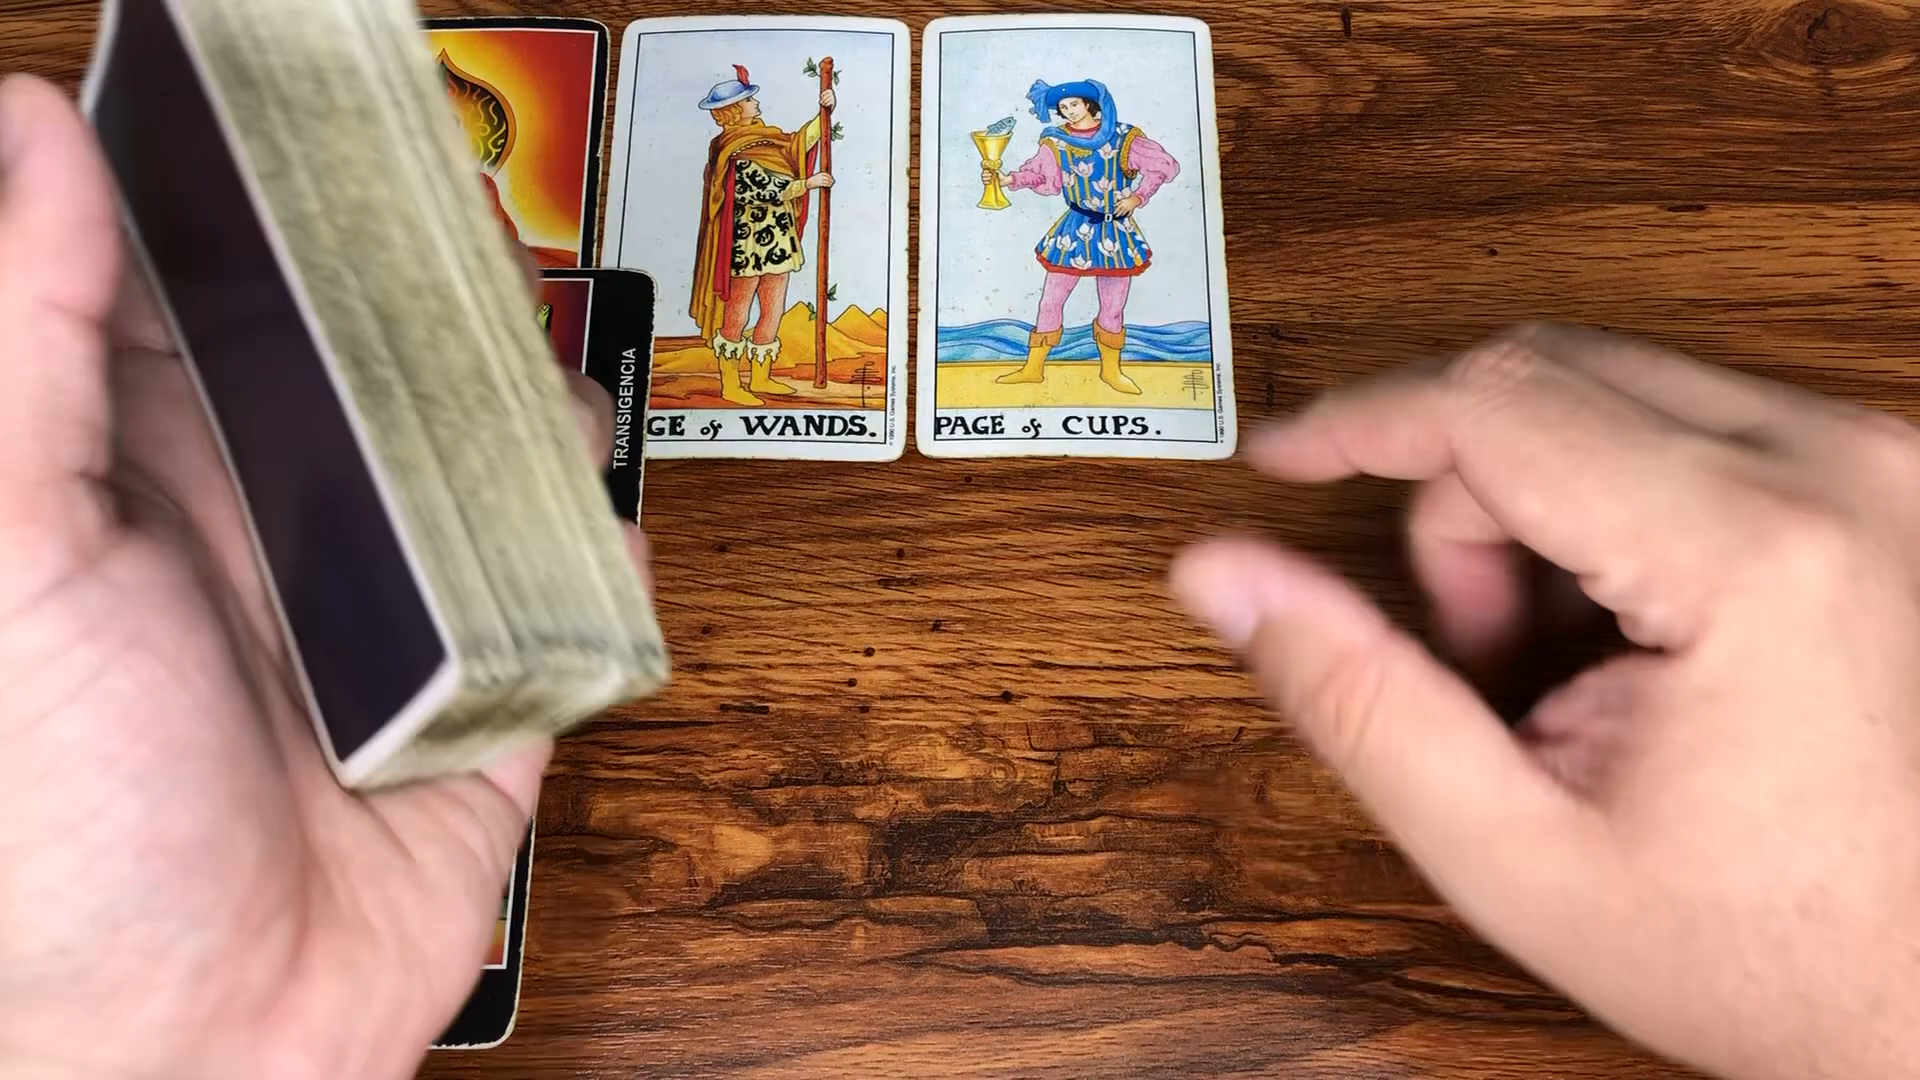 GE of WANDS.
PAGE of CUPS.
TRANSIGENCIA